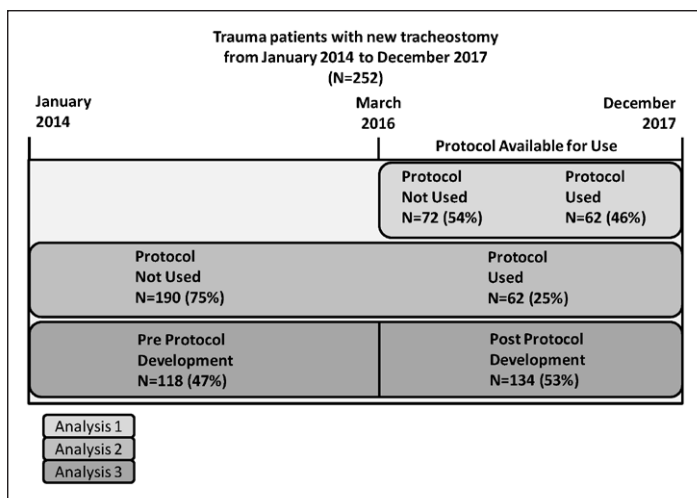 Trauma patients with new tracheostomy
from January 2014 to December 2017
(N=252)
January
2014
March
2016
December
2017
Protocol Available for Use
Protocol
Not Used
N=72 (54%)
Protocol
Used
N=62 (46%)
Protocol
Not Used
N=190 (75%)
Protocol
Used
N=62 (25%)
Pre Protocol
Development
N=118 (47%)
Post Protocol
Development
N=134 (53%)
Analysis 1
Analysis 2
Analysis 3